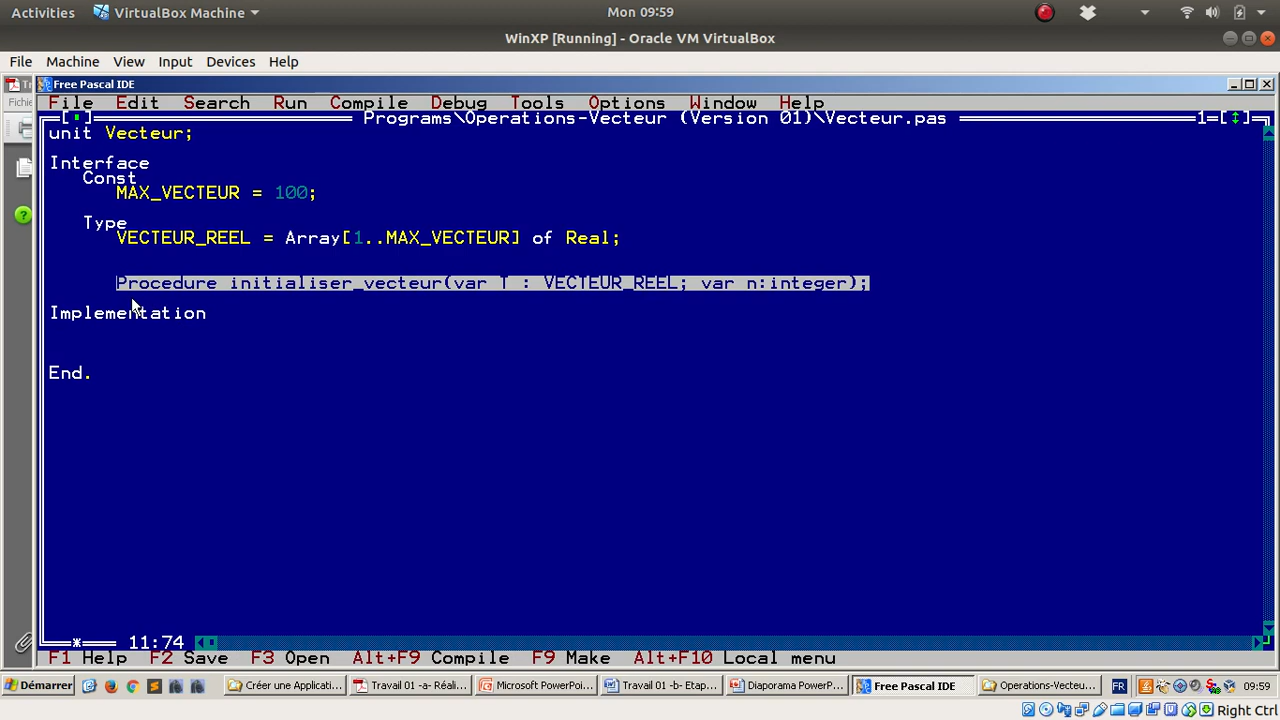 Activities VirtualBox Machine Mon 09:59
WinXP [Running] - Oracle VM VirtualBox
File Machine View Input Devices Help
Free Pascal IDE
Fichie
File Edit Search Run Compile Debug Tools Options Window Help
Programs\Operations-Vecteur (Version 01)\Vecteur.pas 1=[↕]
unit Vecteur;
Interface
Const
MAX_VECTEUR = 100;
Type
VECTEUR_REEL = Array[1..MAX_VECTEUR] of Real;
Procedure initialiser_vecteur(var T : VECTEUR_REEL; var n:integer);
Implementation
End.
* 11:74
F1 Help F2 Save F3 Open Alt+F9 Compile F9 Make Alt+F10 Local menu
Démarrer Créer une Applicati... Travail 01 -a- Réali... Microsoft PowerPoi... Travail 01 -b- Etap... Diaporama PowerP... Free Pascal IDE Operations-Vecteu... FR 09:59
Right Ctrl